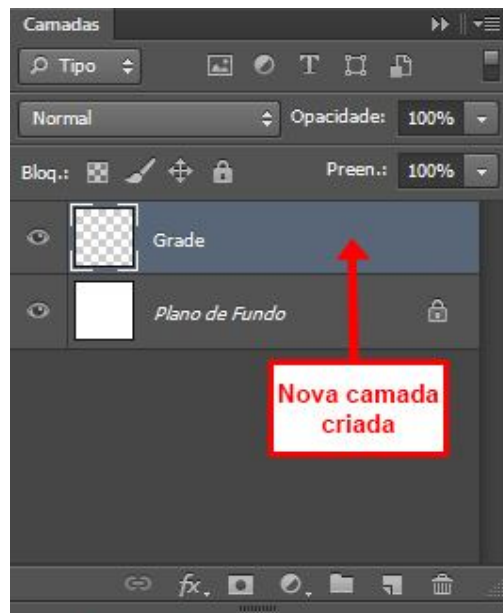 Camadas
Tipo
Normal Opacidade: 100%
Bloq.: Preen.: 100%
Grade
Plano de Fundo
Nova camada
criada
fx.